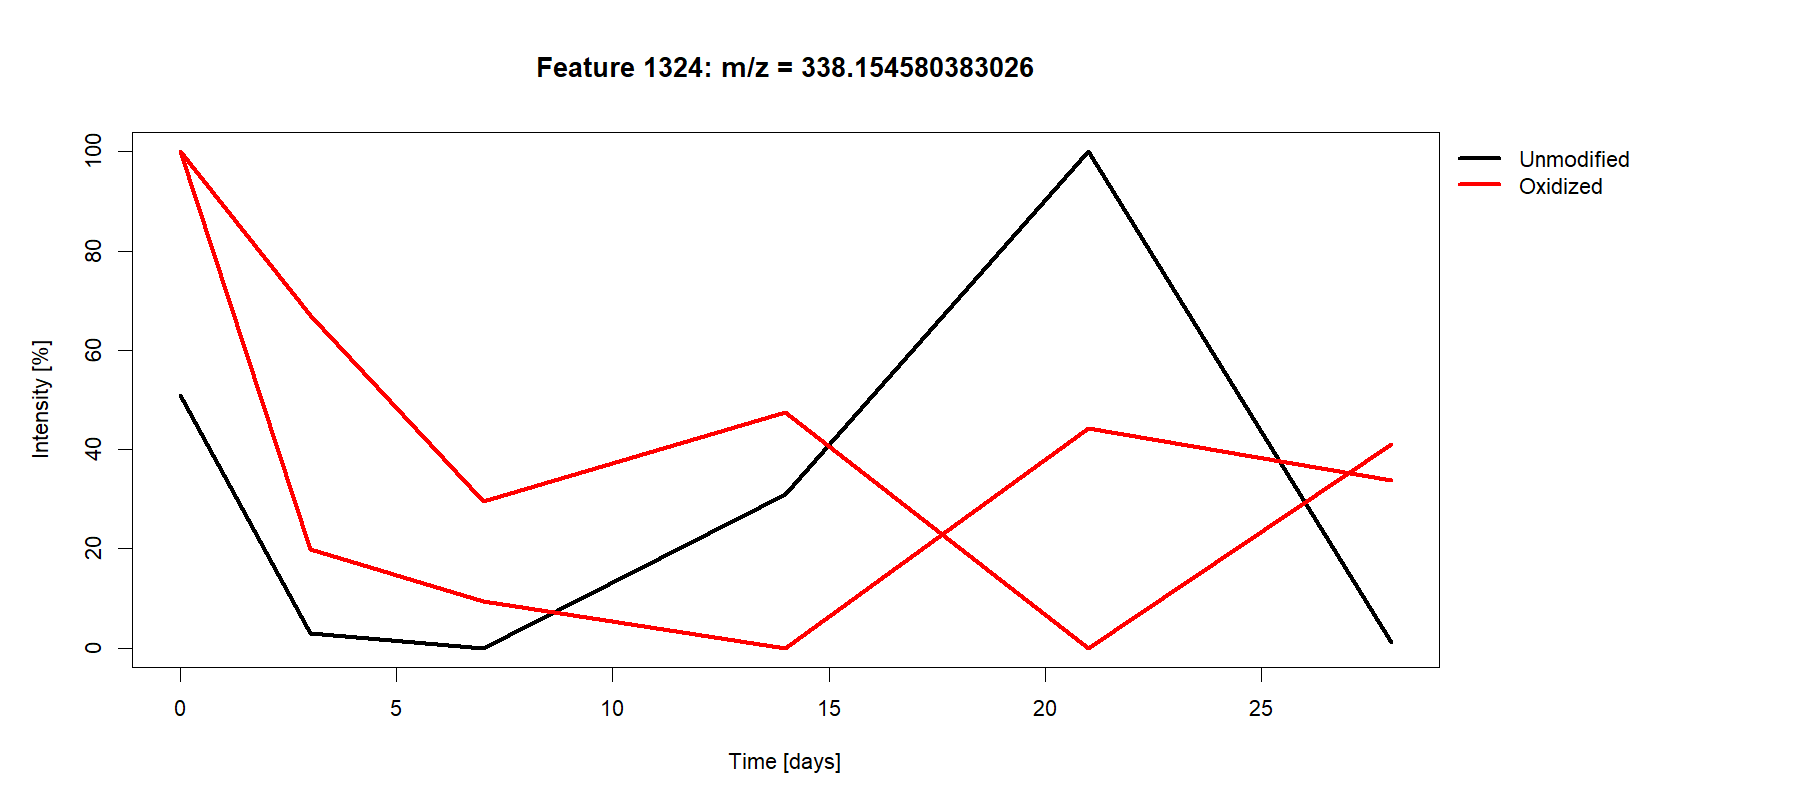 Feature 1324: m/z = 338.154580383026
Unmodified
Oxidized
Intensity [%]
100
80
60
40
20
0
0 5 10 15 20 25
Time [days]